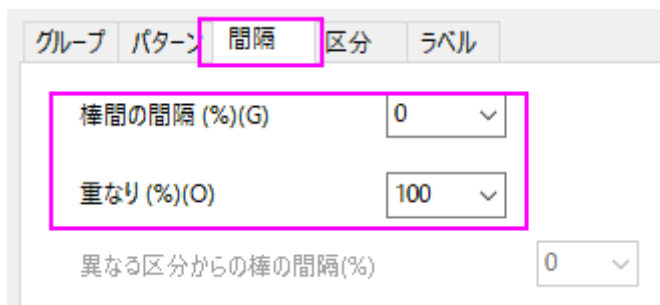 グループ パターン 間隔 区分 ラベル
棒間の間隔 (%)(G) 0
重なり (%)(O) 100
異なる区分からの棒の間隔(%) 0